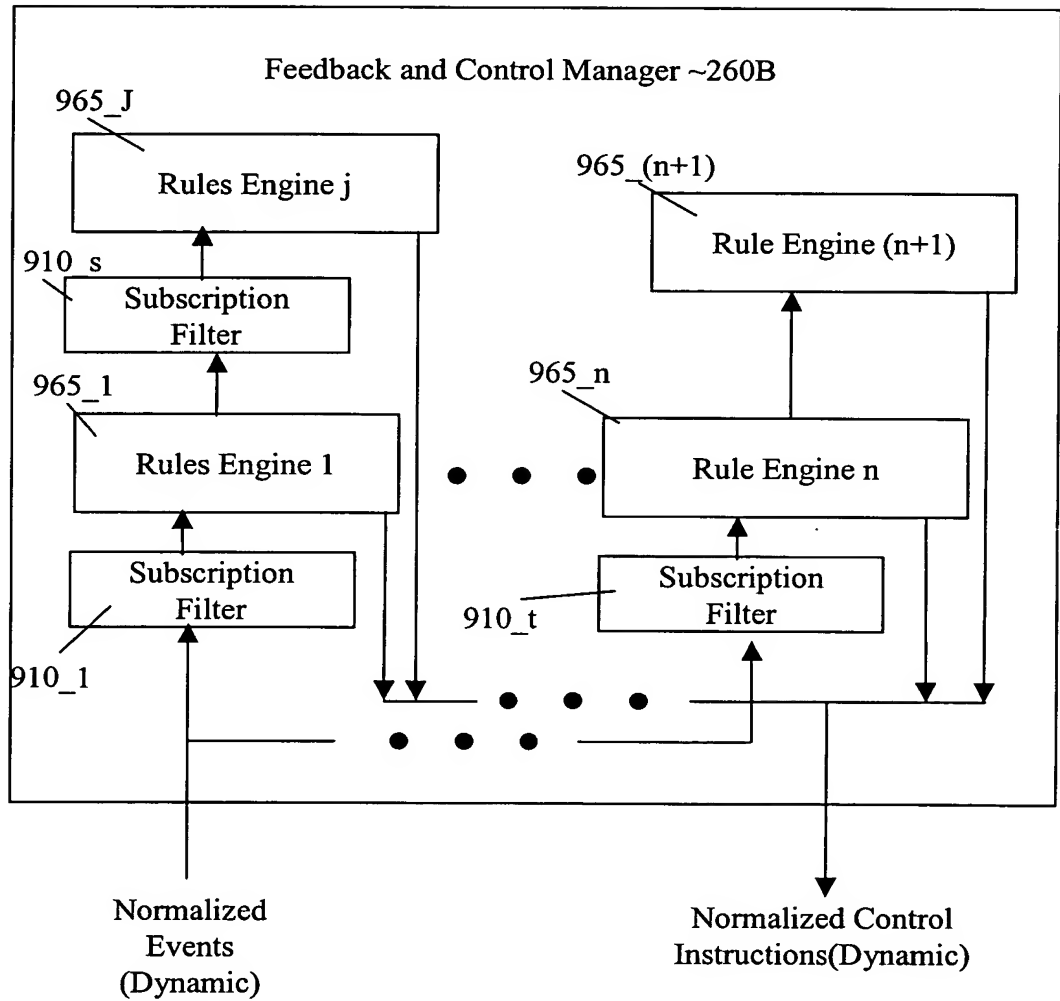 Feedback and Control Manager ~260B
965_J
Rules Engine j
965_(n+1)
Rule Engine (n+1)
910_s
Subscription
Filter
965_1
Rules Engine 1
965_n
Rule Engine n
Subscription
Filter
910_1
Subscription
Filter
910_t
Normalized
Events
(Dynamic)
Normalized Control
Instructions(Dynamic)